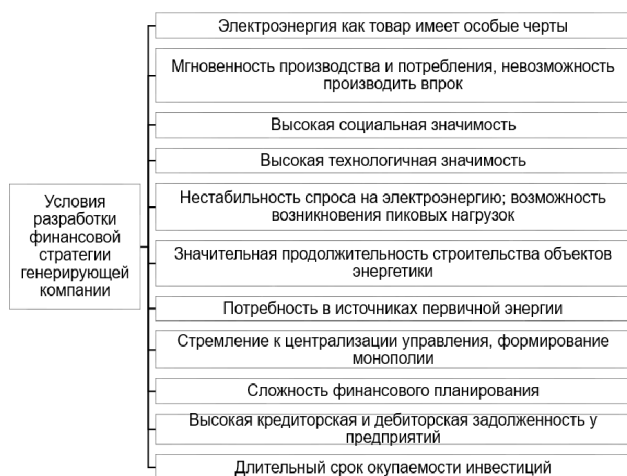 Условия
разработки
финансовой
стратегии
генерирующей
компании
Электроэнергия как товар имеет особые черты
Мгновенность производства и потребления, невозможность
производить впрок
Высокая социальная значимость
Высокая технологичная значимость
Нестабильность спроса на электроэнергию; возможность
возникновения пиковых нагрузок
Значительная продолжительность строительства объектов
энергетики
Потребность в источниках первичной энергии
Стремление к централизации управления, формирование
монополии
Сложность финансового планирования
Высокая кредиторская и дебиторская задолженность у
предприятий
Длительный срок окупаемости инвестиций